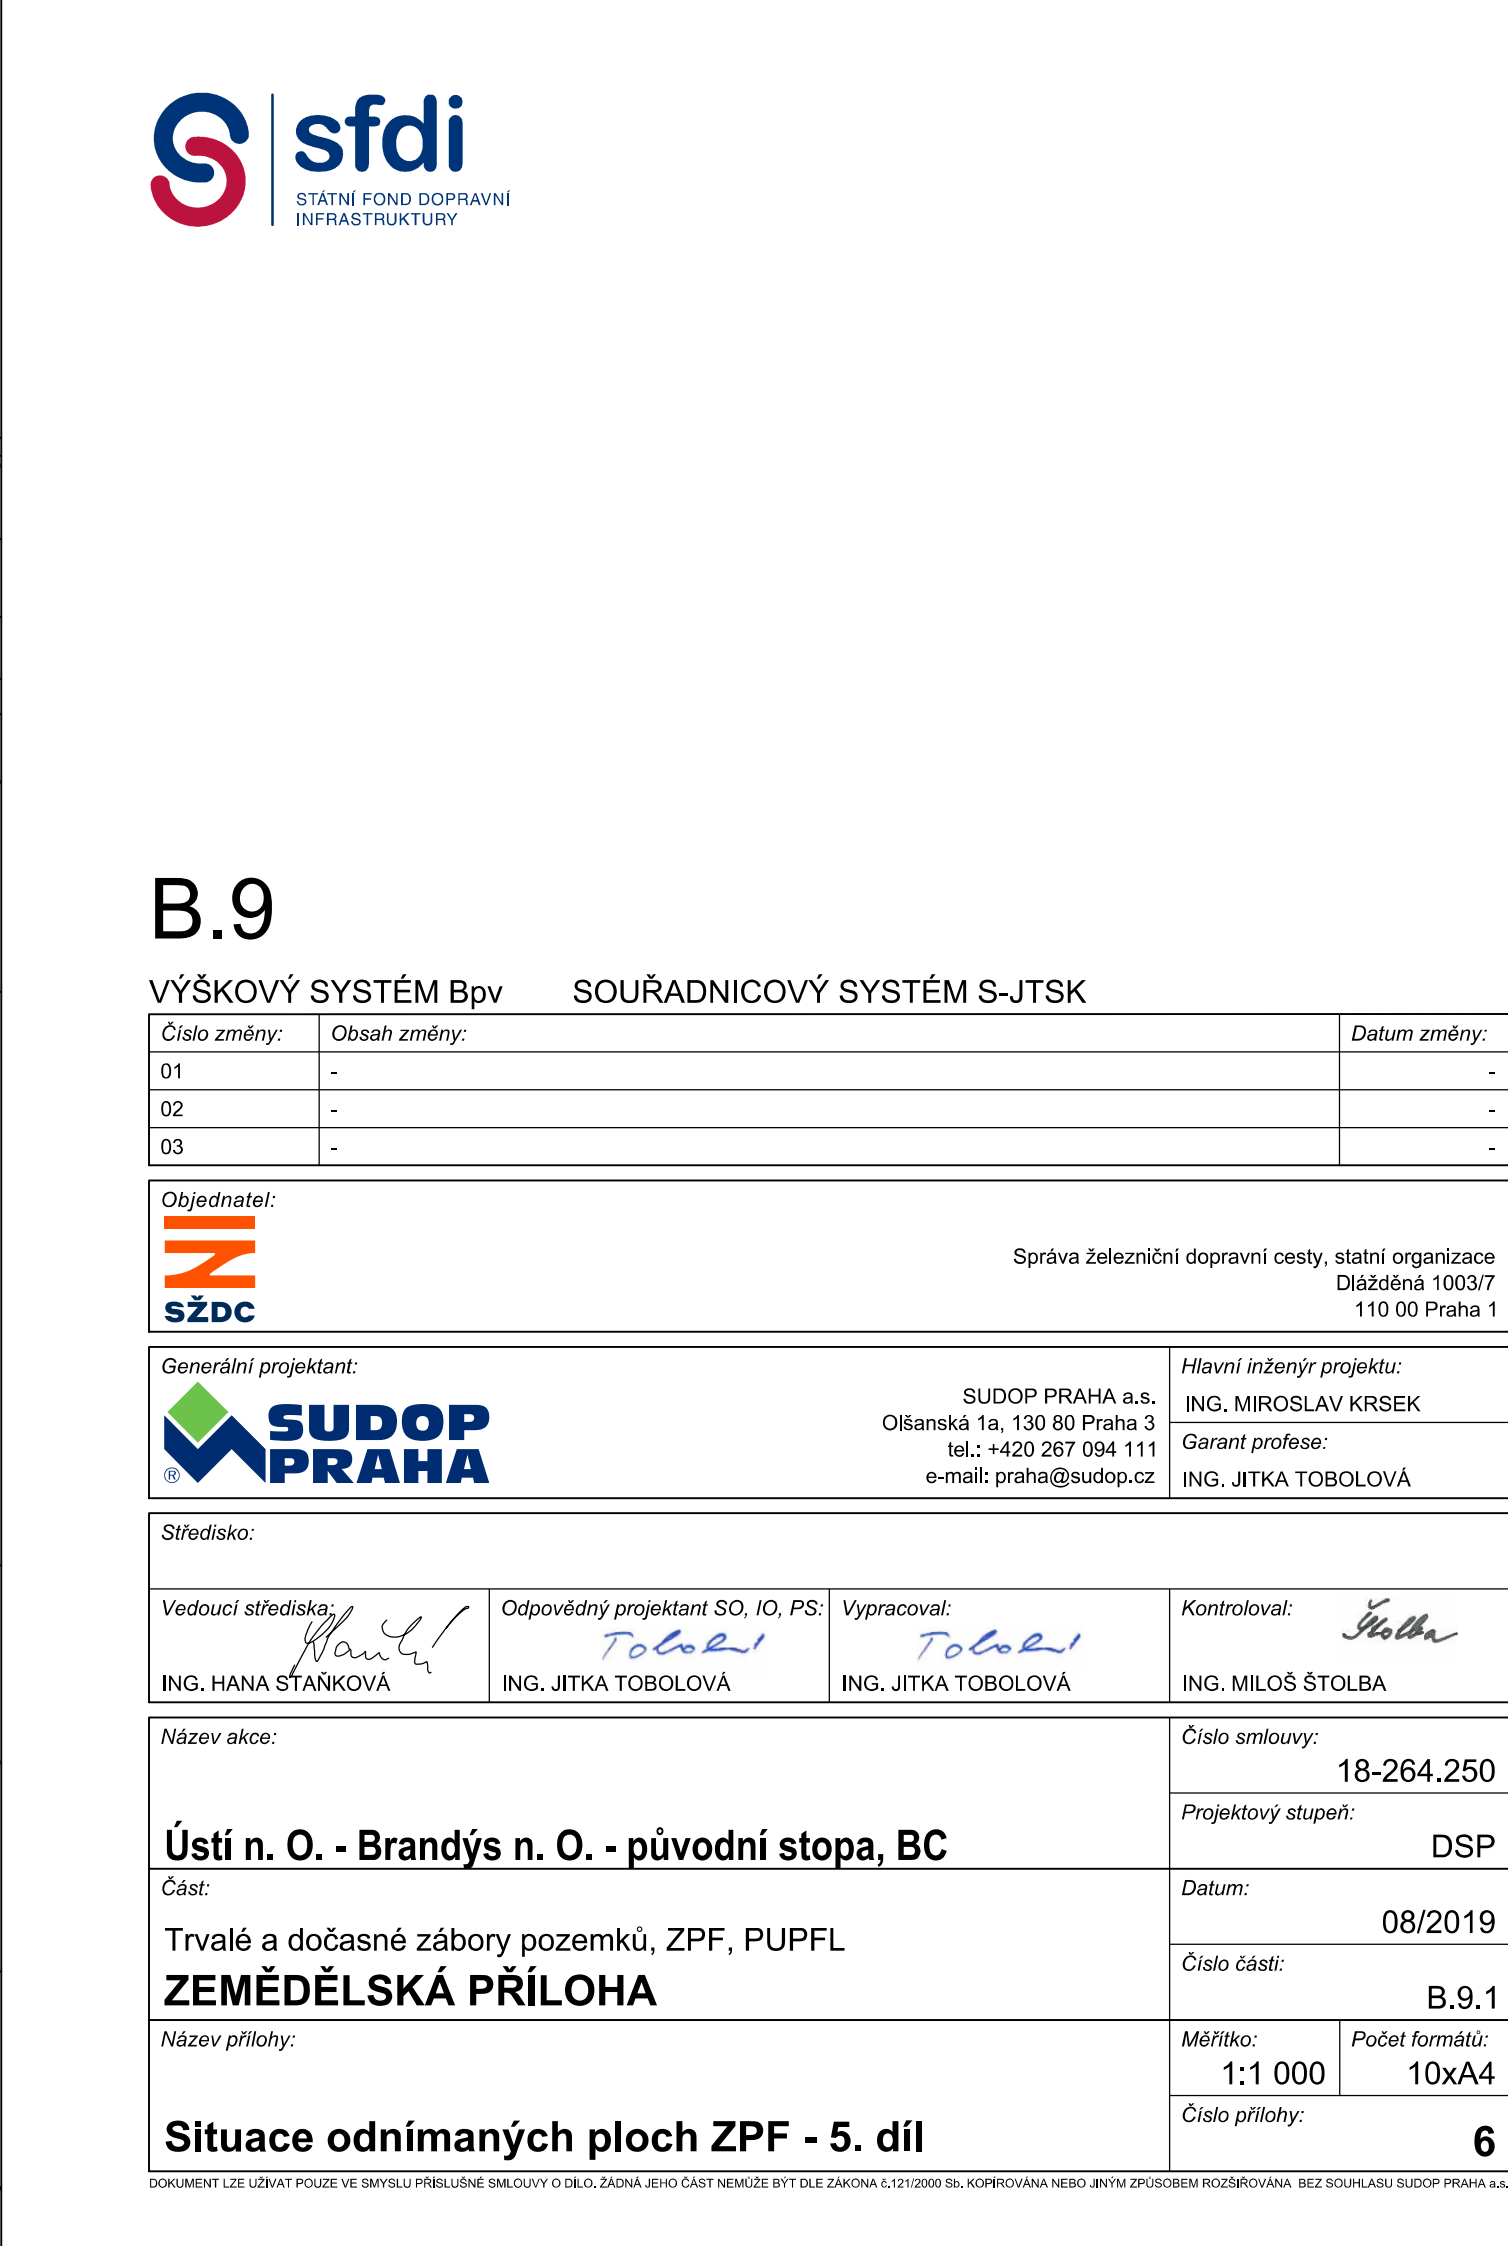 sfdi
STÁTNÍ FOND DOPRAVNÍ
INFRASTRUKTURY
B.9
VÝŠKOVÝ SYSTÉM Bpv SOUŘADNICOVÝ SYSTÉM S-JTSK
Číslo změny: Obsah změny: Datum změny:
01 - -
02 - -
03 - -
Objednatel:
SŽDC
Správa železniční dopravní cesty, statní organizace
Dlážděná 1003/7
110 00 Praha 1
Generální projektant:
SUDOP
PRAHA
®
SUDOP PRAHA a.s.
Olšanská 1a, 130 80 Praha 3
tel.: +420 267 094 111
e-mail: praha@sudop.cz
Hlavní inženýr projektu:
ING. MIROSLAV KRSEK
Garant profese:
ING. JITKA TOBOLOVÁ
Středisko:
Vedoucí střediska:
ING. HANA STAŇKOVÁ
Odpovědný projektant SO, IO, PS:
ING. JITKA TOBOLOVÁ
Vypracoval:
ING. JITKA TOBOLOVÁ
Kontroloval:
Štolba
ING. MILOŠ ŠTOLBA
Název akce:
Ústí n. O. - Brandýs n. O. - původní stopa, BC
Číslo smlouvy:
18-264.250
Projektový stupeň:
DSP
Část:
Trvalé a dočasné zábory pozemků, ZPF, PUPFL
ZEMĚDĚLSKÁ PŘÍLOHA
Datum:
08/2019
Číslo části:
B.9.1
Název přílohy:
Situace odnímaných ploch ZPF - 5. díl
Měřítko:
1:1 000
Počet formátů:
10xA4
Číslo přílohy:
6
DOKUMENT LZE UŽÍVAT POUZE VE SMYSLU PŘÍSLUŠNÉ SMLOUVY O DÍLO. ŽÁDNÁ JEHO ČÁST NEMŮŽE BÝT DLE ZÁKONA č.121/2000 Sb. KOPÍROVÁNA NEBO JINÝM ZPŮSOBEM ROZŠIŘOVÁNA BEZ SOUHLASU SUDOP PRAHA a.s.